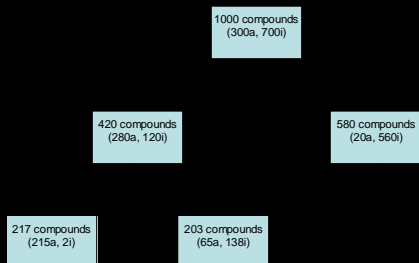 1000 compounds
(300a, 700i)
420 compounds
(280a, 120i)
580 compounds
(20a, 560i)
217 compounds
(215a, 2i)
203 compounds
(65a, 138i)